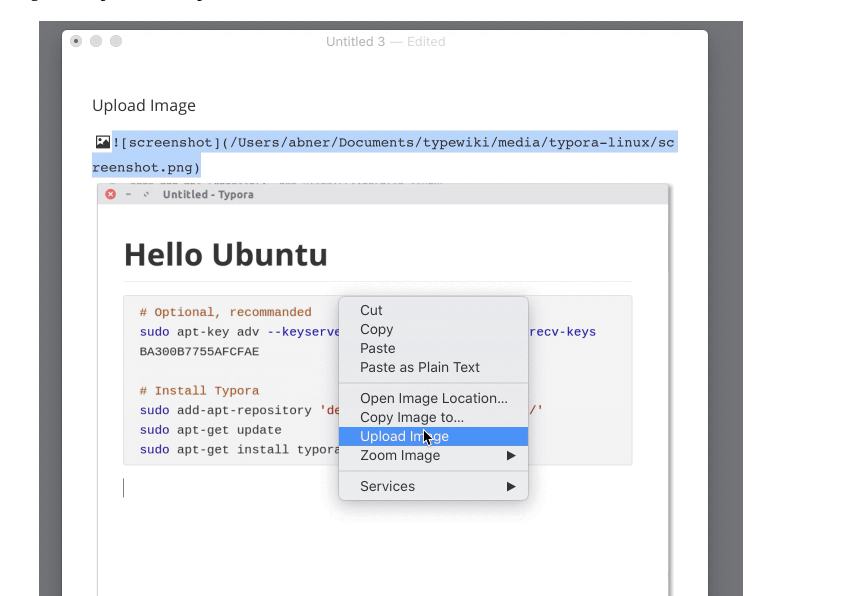 Untitled 3 — Edited
Upload Image
![screenshot](/Users/abner/Documents/typewiki/media/typora-linux/sc
reenshot.png)
Untitled - Typora
Hello Ubuntu
# Optional, recommanded
sudo apt-key adv --keyserve
recv-keys
BA300B7755AFCFAE
# Install Typora
sudo add-apt-repository 'de
/'
sudo apt-get update
sudo apt-get install typora
Cut
Copy
Paste
Paste as Plain Text
Open Image Location...
Copy Image to...
Upload Image
Zoom Image
Services